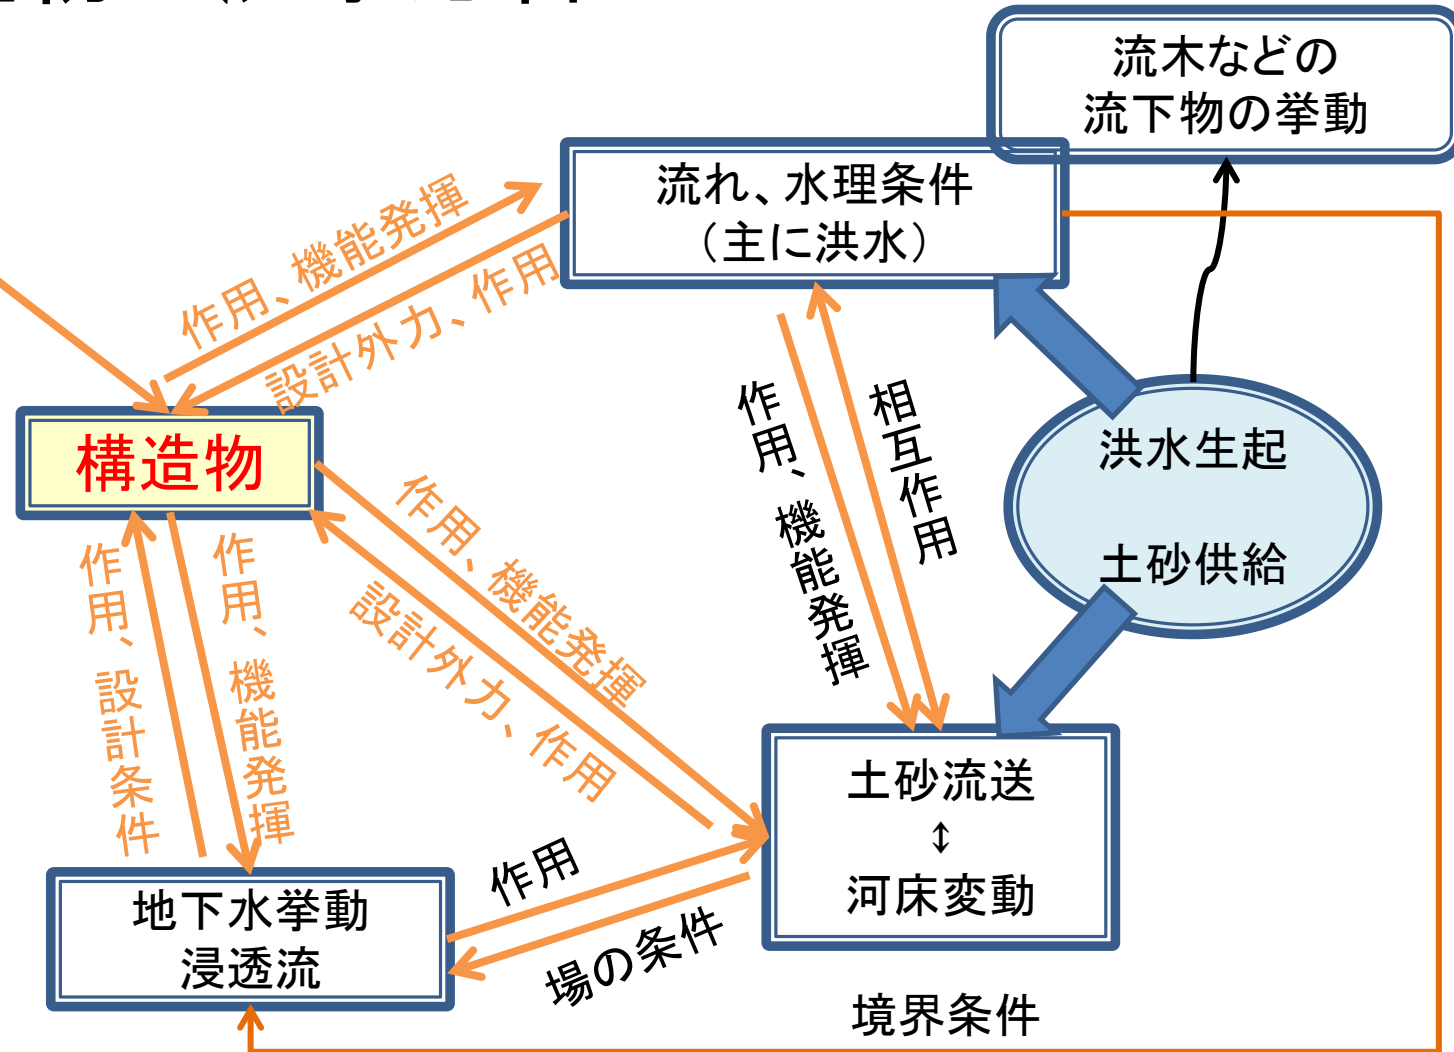 流木などの
流下物の挙動
流れ、水理条件
（主に洪水）
作用、機能発揮
設計外力、作用
構造物
作用、機能発揮
相互作用
洪水生起
土砂供給
作用、機能発揮
設計外力、作用
作用、設計条件
作用、機能発揮
土砂流送
↕
河床変動
作用
場の条件
地下水挙動
浸透流
境界条件